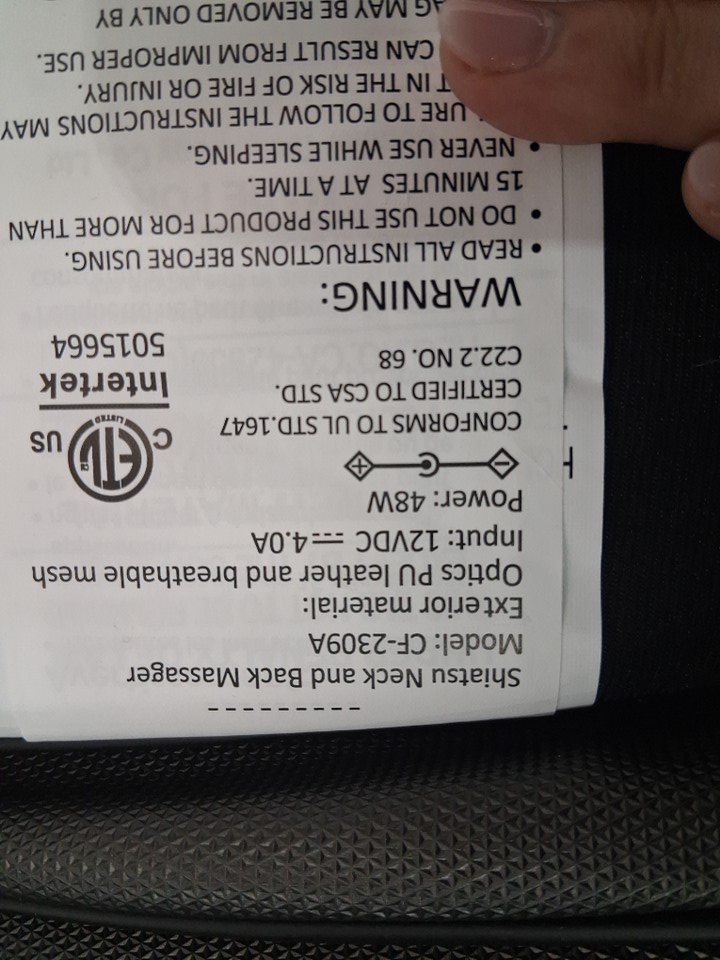 ---------
Shiatsu Neck and Back Massager
Model: CF-2309A
Exterior material:
Optics PU leather and breathable mesh
Input: 12VDC ⎓4.0A
Power: 48W
CONFORMS TO UL STD.1647
CERTIFIED TO CSA STD.
C22.2 NO. 68
C ETL US
LISTED
Intertek
5015664
WARNING:
• READ ALL INSTRUCTIONS BEFORE USING.
• DO NOT USE THIS PRODUCT FOR MORE THAN
15 MINUTES AT A TIME.
• NEVER USE WHILE SLEEPING.
URE TO FOLLOW THE INSTRUCTIONS MAY
T IN THE RISK OF FIRE OR INJURY.
CAN RESULT FROM IMPROPER USE.
AG MAY BE REMOVED ONLY BY